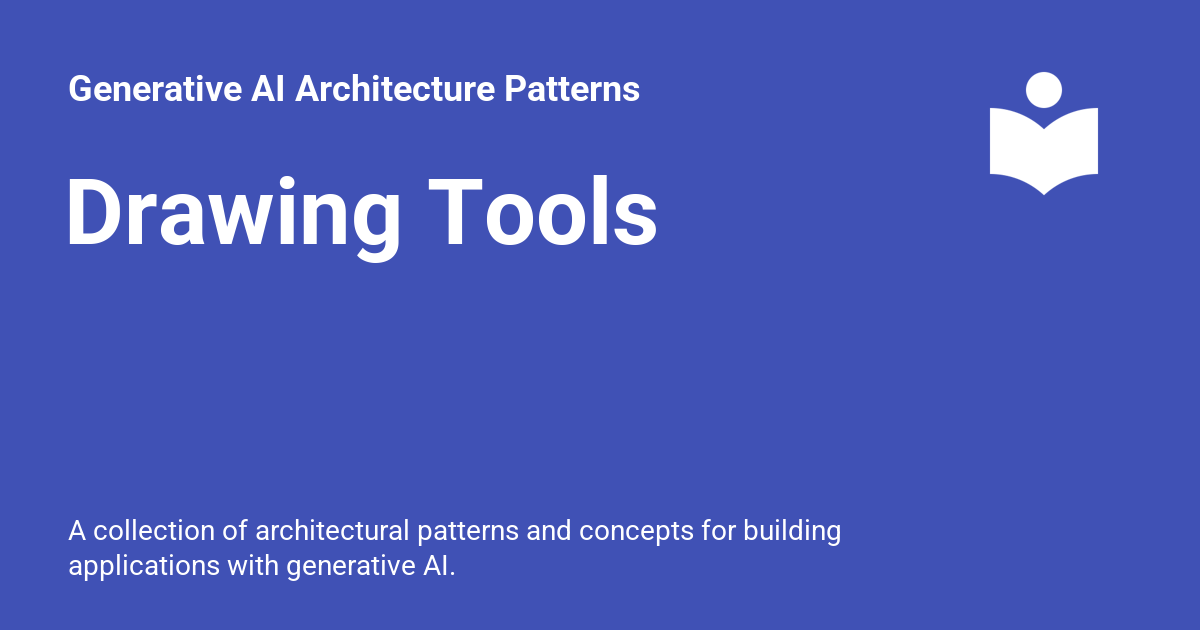 Generative AI Architecture Patterns
Drawing Tools
A collection of architectural patterns and concepts for building
applications with generative AI.